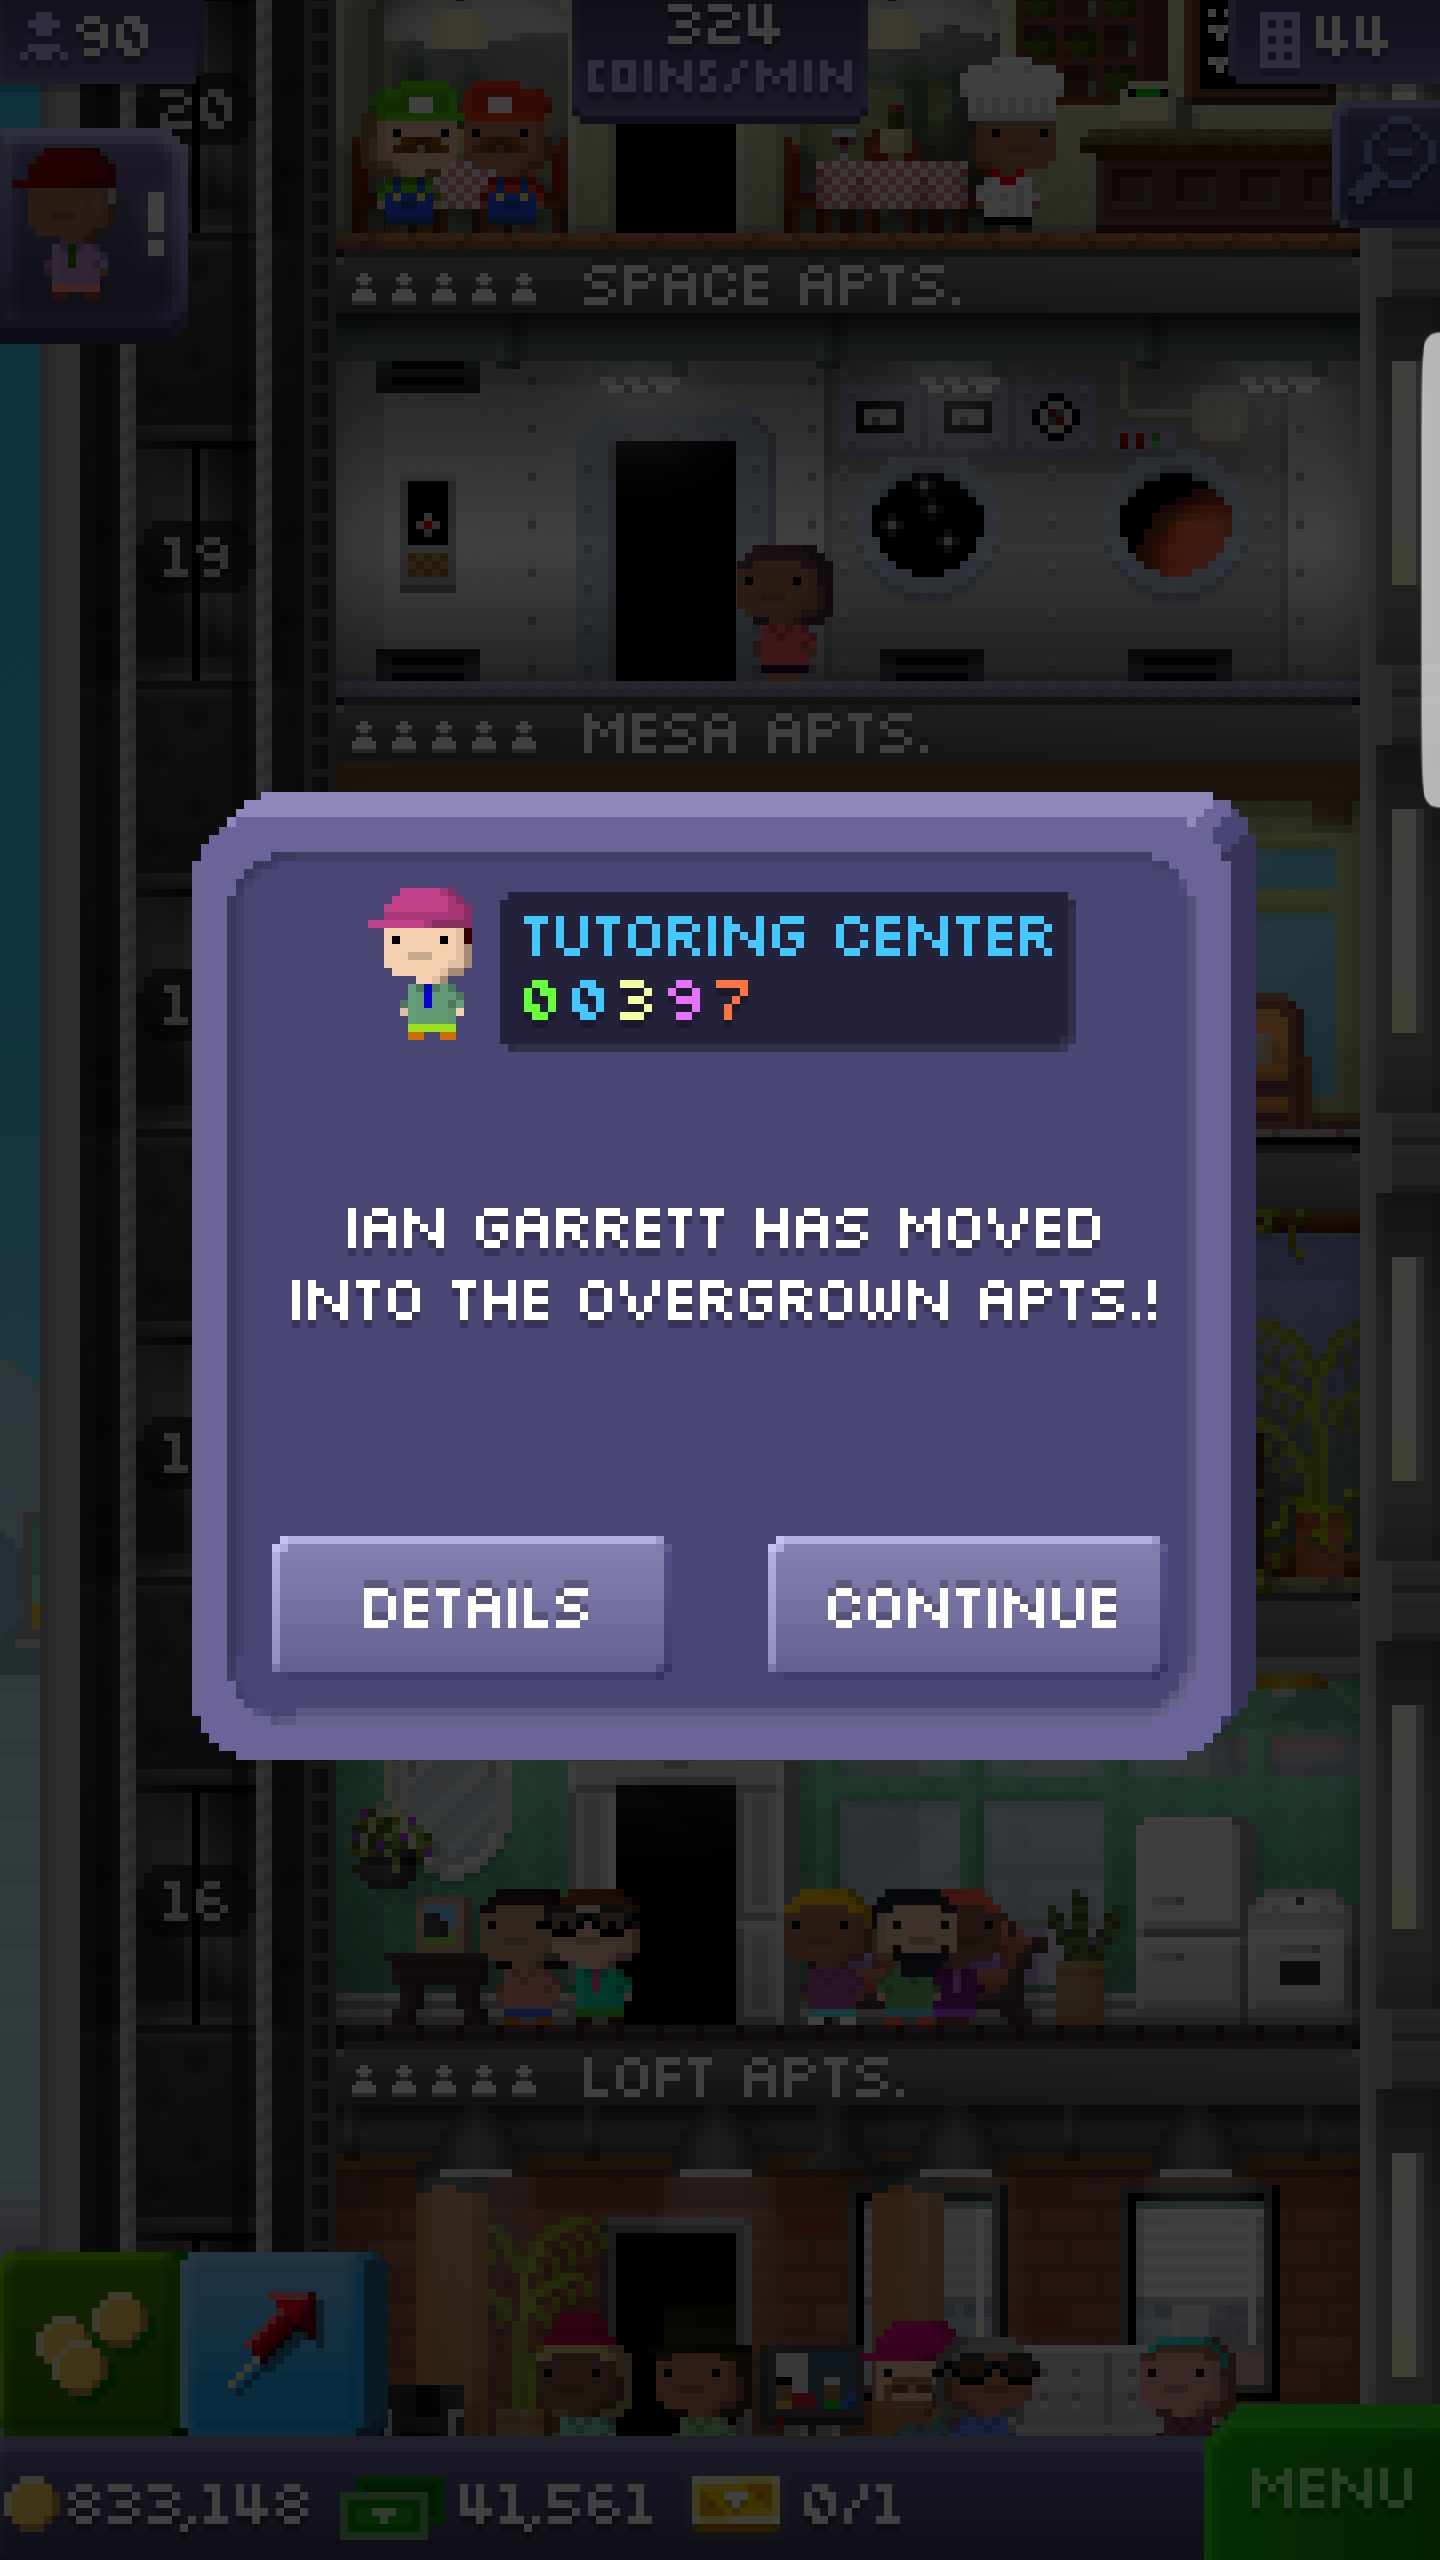 90
324
COINS/MIN
44
20
!
SPACE APTS.
19
MESA APTS.
TUTORING CENTER
00397
IAN GARRETT HAS MOVED
INTO THE OVERGROWN APTS.!
DETAILS
CONTINUE
16
LOFT APTS.
833,148
41,561
0/1
MENU